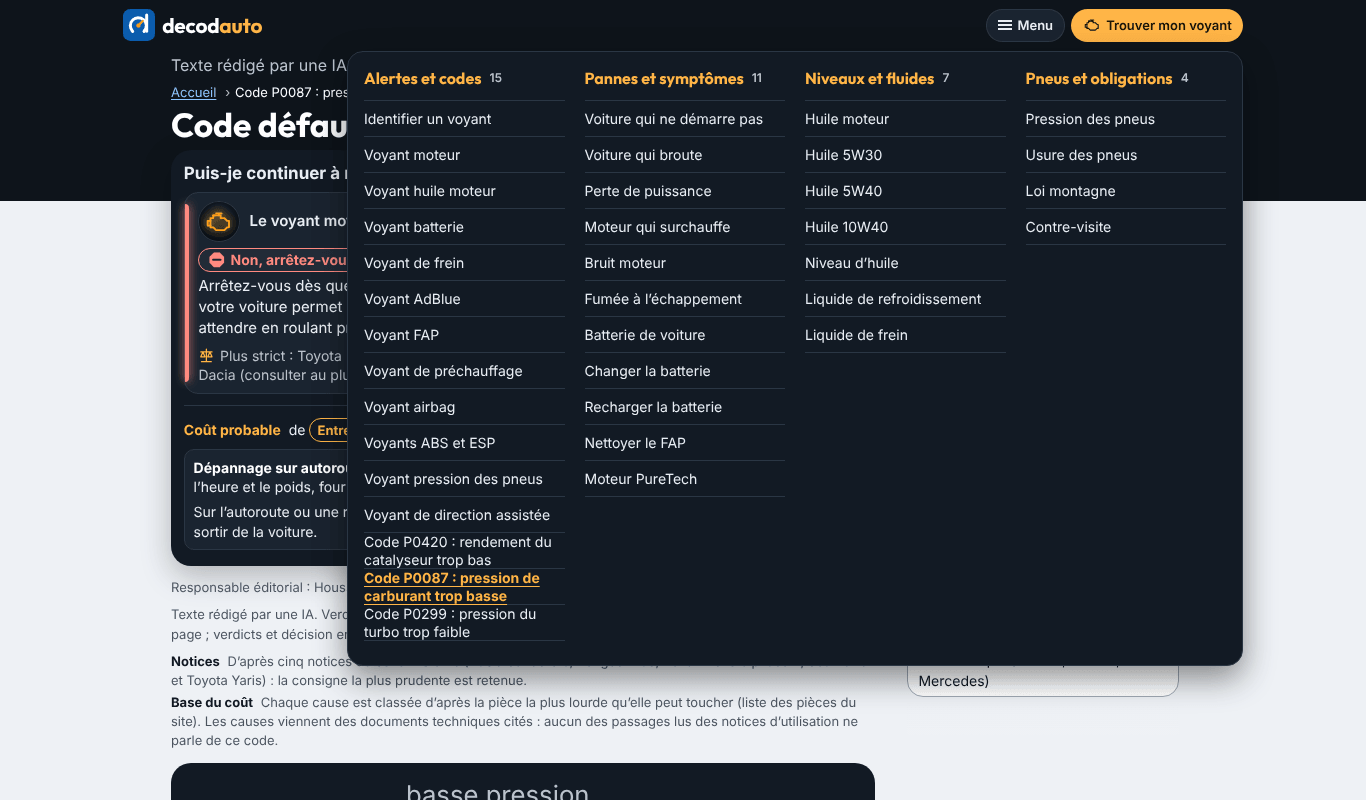 decodauto
Menu
Trouver mon voyant
Texte rédigé par une IA
Accueil › Code P0087 : pres
Code défau
Puis-je continuer à
Le voyant mo
Non, arrêtez-vou
Arrêtez-vous dès que
votre voiture permet
attendre en roulant
Plus strict : Toyota
Dacia (consulter au
Coût probable de Entre
Dépannage sur autorou
l’heure et le poids, four
Sur l’autoroute ou une
sortir de la voiture.
Alertes et codes 15
Identifier un voyant
Voyant moteur
Voyant huile moteur
Voyant batterie
Voyant de frein
Voyant AdBlue
Voyant FAP
Voyant de préchauffage
Voyant airbag
Voyants ABS et ESP
Voyant pression des pneus
Voyant de direction assistée
Code P0420 : rendement du
catalyseur trop bas
Code P0087 : pression de
carburant trop basse
Code P0299 : pression du
turbo trop faible
Pannes et symptômes 11
Voiture qui ne démarre pas
Voiture qui broute
Perte de puissance
Moteur qui surchauffe
Bruit moteur
Fumée à l’échappement
Batterie de voiture
Changer la batterie
Recharger la batterie
Nettoyer le FAP
Moteur PureTech
Niveaux et fluides 7
Huile moteur
Huile 5W30
Huile 5W40
Huile 10W40
Niveau d’huile
Liquide de refroidissement
Liquide de frein
Pneus et obligations 4
Pression des pneus
Usure des pneus
Loi montagne
Contre-visite
Responsable éditorial : Hous
Texte rédigé par une IA. Verd
page ; verdicts et décision en
Notices D’après cinq notices
et Toyota Yaris) : la consigne la plus prudente est retenue.
Base du coût Chaque cause est classée d’après la pièce la plus lourde qu’elle peut toucher (liste des pièces du
site). Les causes viennent des documents techniques cités : aucun des passages lus des notices d’utilisation ne
parle de ce code.
Mercedes)
basse pression